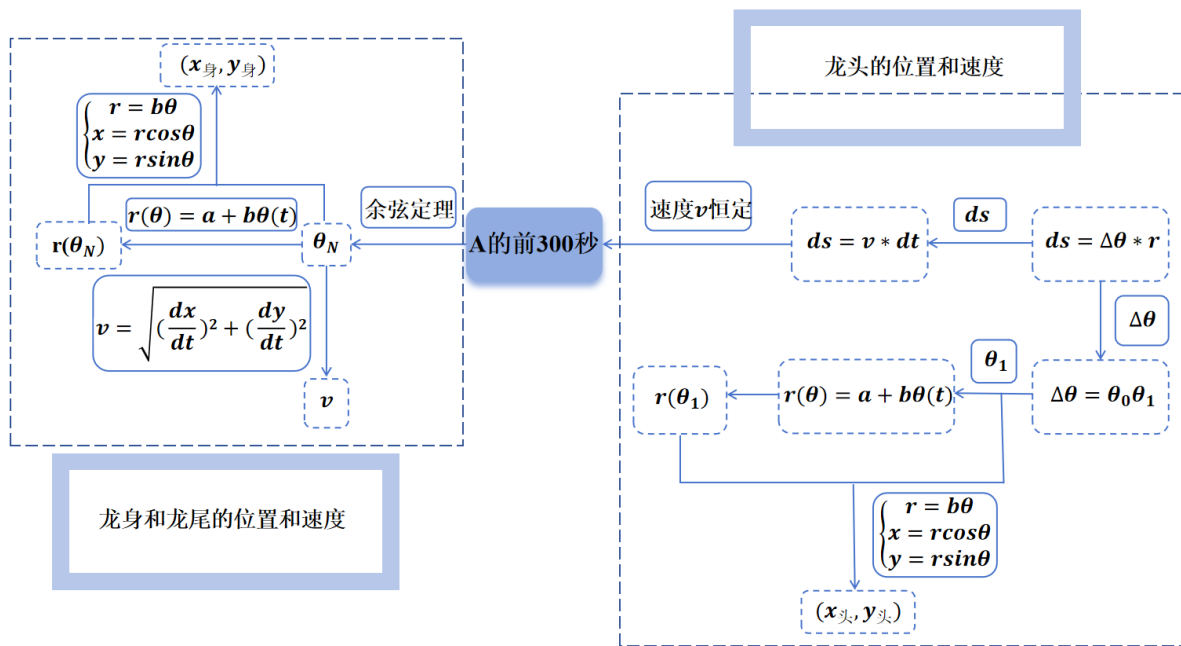 (x身, y身)
r = bθ
x = rcosθ
y = rsinθ
r(θ) = a + bθ(t)
余弦定理
r(θ_N)
θ_N
v = √((dx/dt)² + (dy/dt)²)
v
龙身和龙尾的位置和速度
A的前300秒
龙头的位置和速度
速度v恒定
ds = v * dt
ds
ds = Δθ * r
Δθ
θ₁
r(θ₁)
r(θ) = a + bθ(t)
Δθ = θ₀θ₁
r = bθ
x = rcosθ
y = rsinθ
(x头, y头)